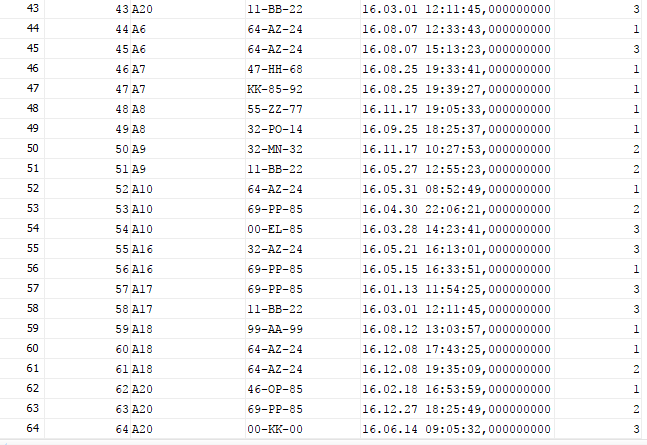 43 43 A20 11-BB-22 16.03.01 12:11:45,000000000 3
44 44 A6 64-AZ-24 16.08.07 12:33:43,000000000 1
45 45 A6 64-AZ-24 16.08.07 15:13:23,000000000 3
46 46 A7 47-HH-68 16.08.25 19:33:41,000000000 1
47 47 A7 KK-85-92 16.08.25 19:39:27,000000000 1
48 48 A8 55-ZZ-77 16.11.17 19:05:33,000000000 1
49 49 A8 32-PO-14 16.09.25 18:25:37,000000000 1
50 50 A9 32-MN-32 16.11.17 10:27:53,000000000 2
51 51 A9 11-BB-22 16.05.27 12:55:23,000000000 2
52 52 A10 64-AZ-24 16.05.31 08:52:49,000000000 1
53 53 A10 69-PP-85 16.04.30 22:06:21,000000000 2
54 54 A10 00-EL-85 16.03.28 14:23:41,000000000 3
55 55 A16 32-AZ-24 16.05.21 16:13:01,000000000 3
56 56 A16 69-PP-85 16.05.15 16:33:51,000000000 1
57 57 A17 69-PP-85 16.01.13 11:54:25,000000000 3
58 58 A17 11-BB-22 16.03.01 12:11:45,000000000 3
59 59 A18 99-AA-99 16.08.12 13:03:57,000000000 1
60 60 A18 64-AZ-24 16.12.08 17:43:25,000000000 1
61 61 A18 64-AZ-24 16.12.08 19:35:09,000000000 2
62 62 A20 46-OP-85 16.02.18 16:53:59,000000000 1
63 63 A20 69-PP-85 16.12.27 18:25:49,000000000 2
64 64 A20 00-KK-00 16.06.14 09:05:32,000000000 3